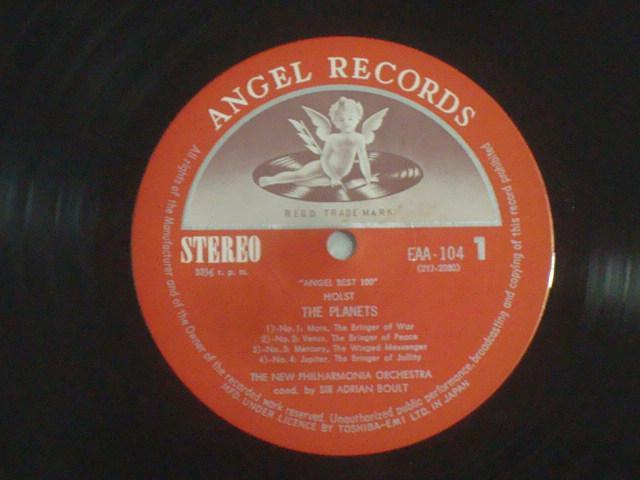 ANGEL RECORDS
REG'D. TRADE-MARK
STEREO
33⅓ r. p. m.
EAA-104 1
(2YJ-2080)
"ANGEL BEST 100"
HOLST
THE PLANETS
1)-No. 1: Mars, The Bringer of War
2)-No. 2: Venus, The Bringer of Peace
3)-No. 3: Mercury, The Winged Messenger
4)-No. 4: Jupiter, The Bringer of Jollity
THE NEW PHILHARMONIA ORCHESTRA
cond. by SIR ADRIAN BOULT
All rights of the Manufacturer and of the Owner of the recorded work reserved. Unauthorized public performance, broadcasting and copying of this record prohibited
MFD. UNDER LICENCE BY TOSHIBA-EMI LTD. IN JAPAN